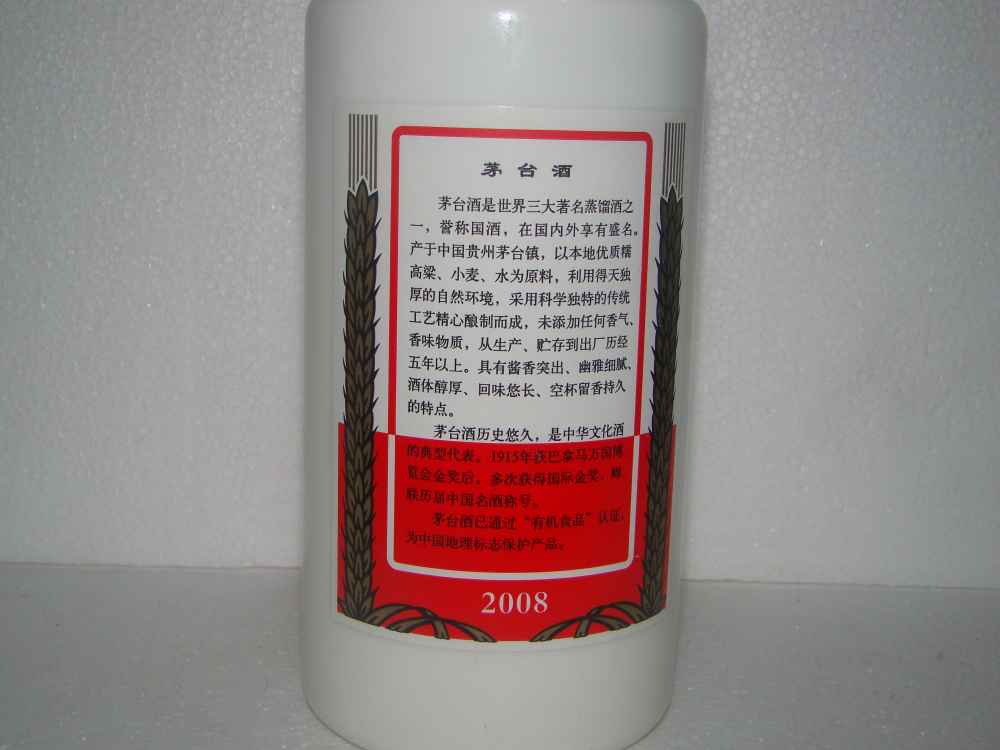 茅台酒
茅台酒是世界三大著名蒸馏酒之
一，誉称国酒，在国内外享有盛名。
产于中国贵州茅台镇，以本地优质糯
高粱、小麦、水为原料，利用得天独
厚的自然环境，采用科学独特的传统
工艺精心酿制而成，未添加任何香气、
香味物质，从生产、贮存到出厂历经
五年以上。具有酱香突出、幽雅细腻、
酒体醇厚、回味悠长、空杯留香持久
的特点。
茅台酒历史悠久，是中华文化酒
的典型代表。1915年获巴拿马万国博
览会金奖后，多次获得国际金奖，蝉
联历届中国名酒称号。
茅台酒已通过“有机食品”认证，
为中国地理标志保护产品。
2008